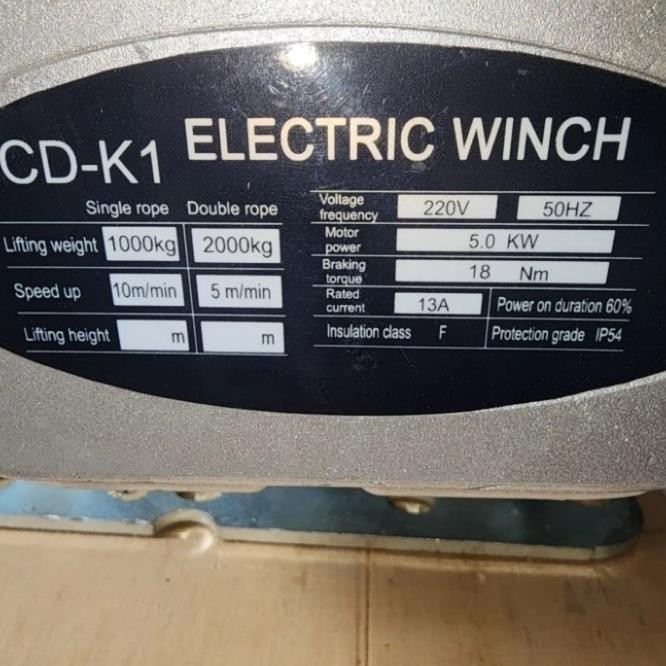 CD-K1 ELECTRIC WINCH
Single rope Double rope
Lifting weight 1000kg 2000kg
Speed up 10m/min 5 m/min
Lifting height m m
Voltage frequency 220V 50HZ
Motor power 5.0 KW
Braking torque 18 Nm
Rated current 13A Power on duration 60%
Insulation class F Protection grade IP54